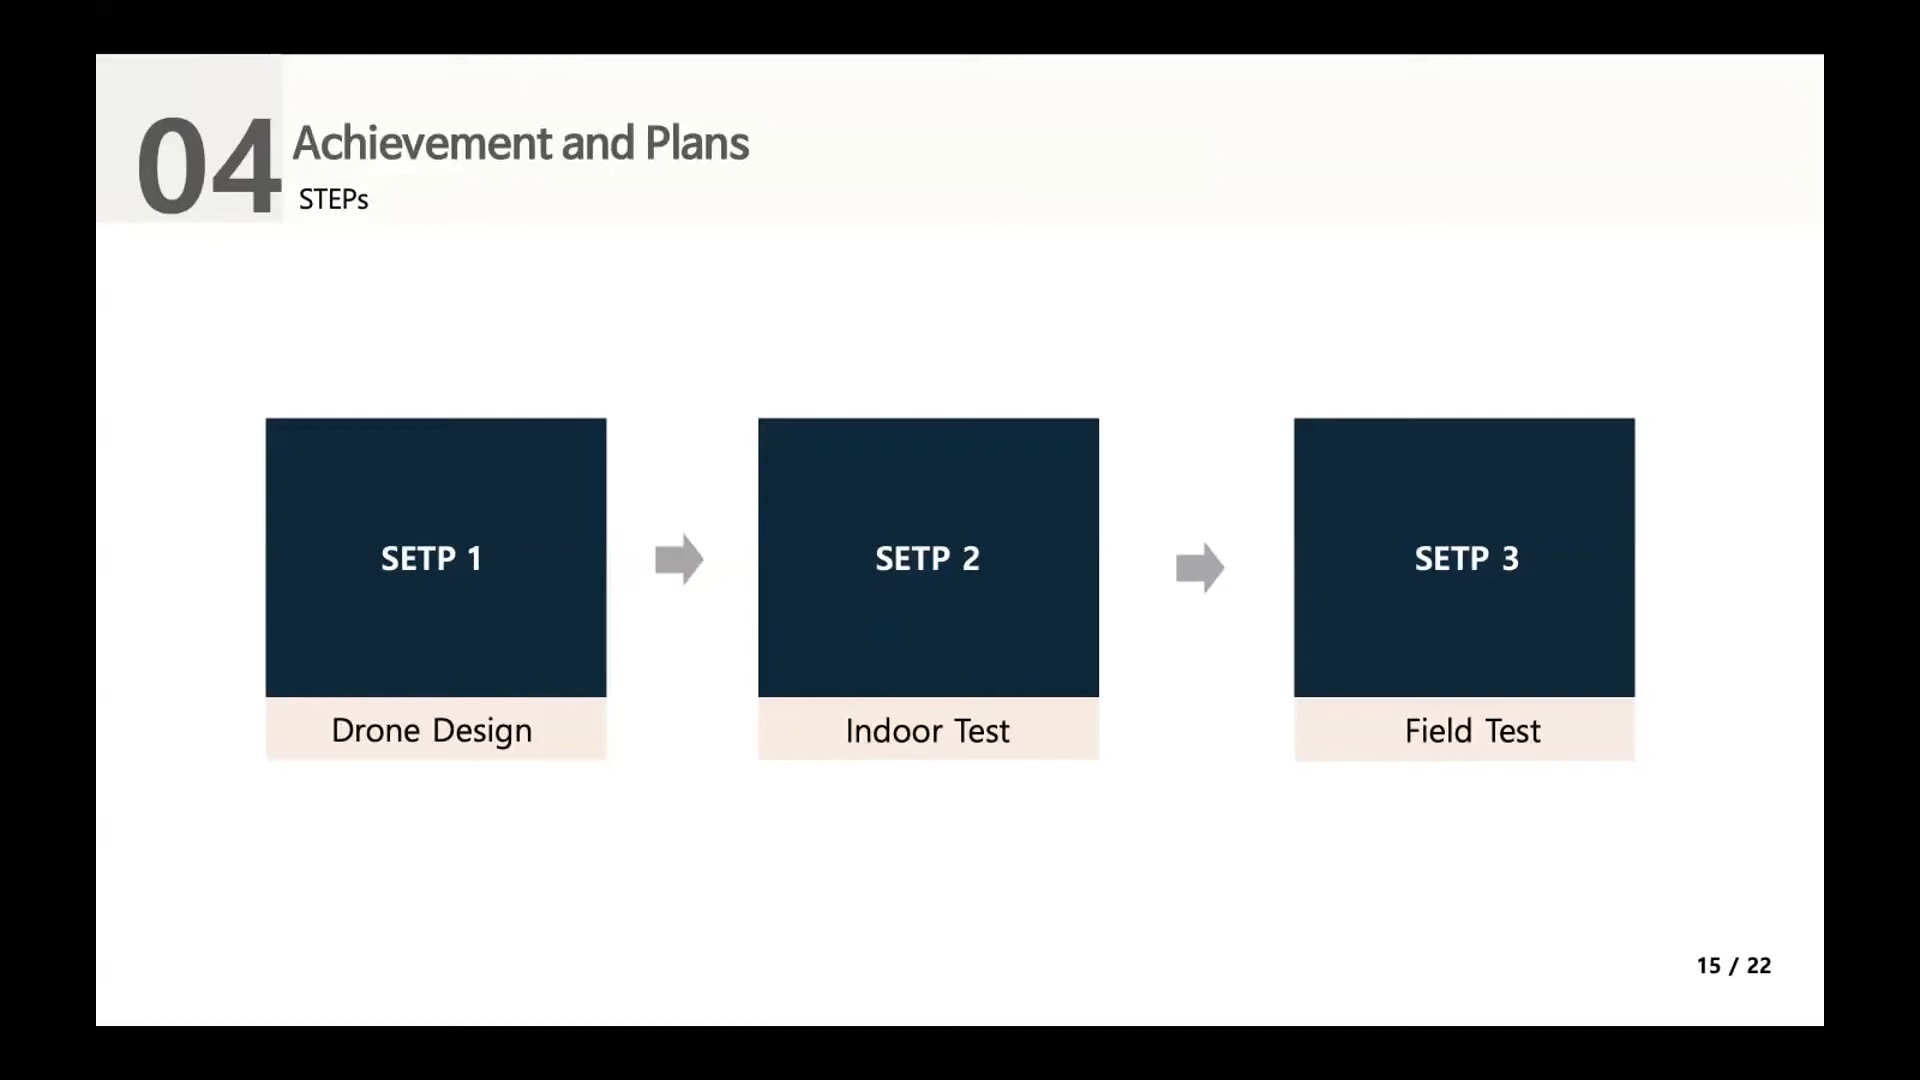 04
Achievement and Plans
STEPs
SETP 1
SETP 2
SETP 3
Drone Design
Indoor Test
Field Test
15 / 22